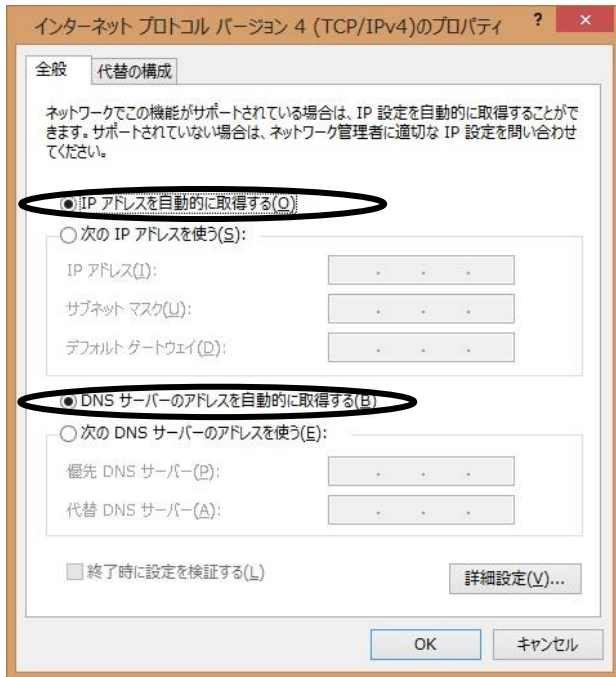 インターネット プロトコル バージョン 4 (TCP/IPv4)のプロパティ
? ×
全般 代替の構成
ネットワークでこの機能がサポートされている場合は、IP 設定を自動的に取得することがで
きます。サポートされていない場合は、ネットワーク管理者に適切な IP 設定を問い合わせ
てください。
IP アドレスを自動的に取得する(O)
次の IP アドレスを使う(S):
IP アドレス(I):
サブネット マスク(U):
デフォルト ゲートウェイ(D):
DNS サーバーのアドレスを自動的に取得する(B)
次の DNS サーバーのアドレスを使う(E):
優先 DNS サーバー(P):
代替 DNS サーバー(A):
終了時に設定を検証する(L)
詳細設定(V)...
OK キャンセル